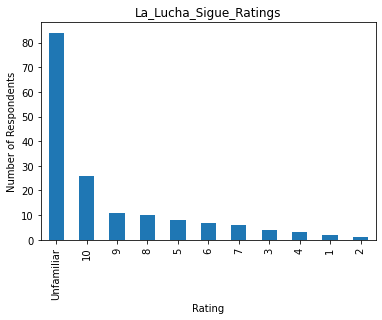 La_Lucha_Sigue_Ratings
Number of Respondents
80
70
60
50
40
30
20
10
0
Unfamiliar 10 9 8 5 6 7 3 4 1 2
Rating